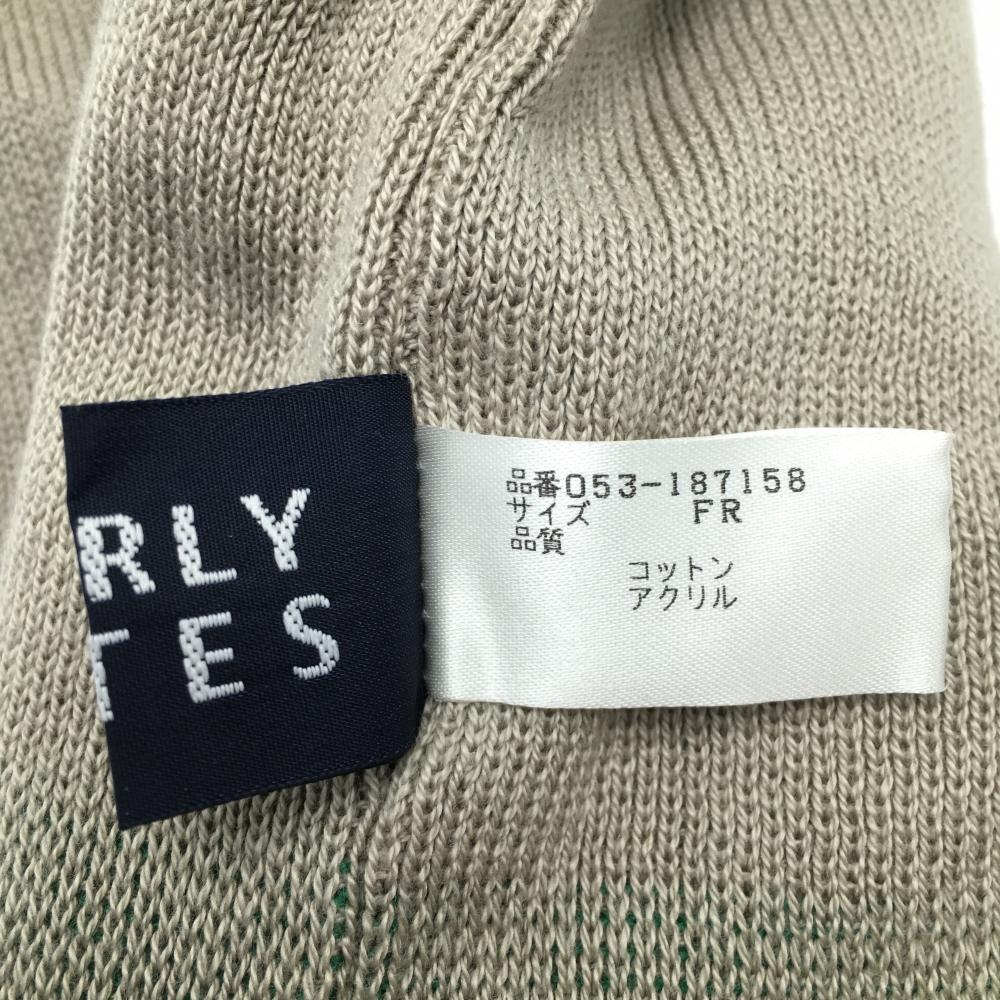 RLY
TES
品番053-187158
サイズ FR
品質
コットン
アクリル